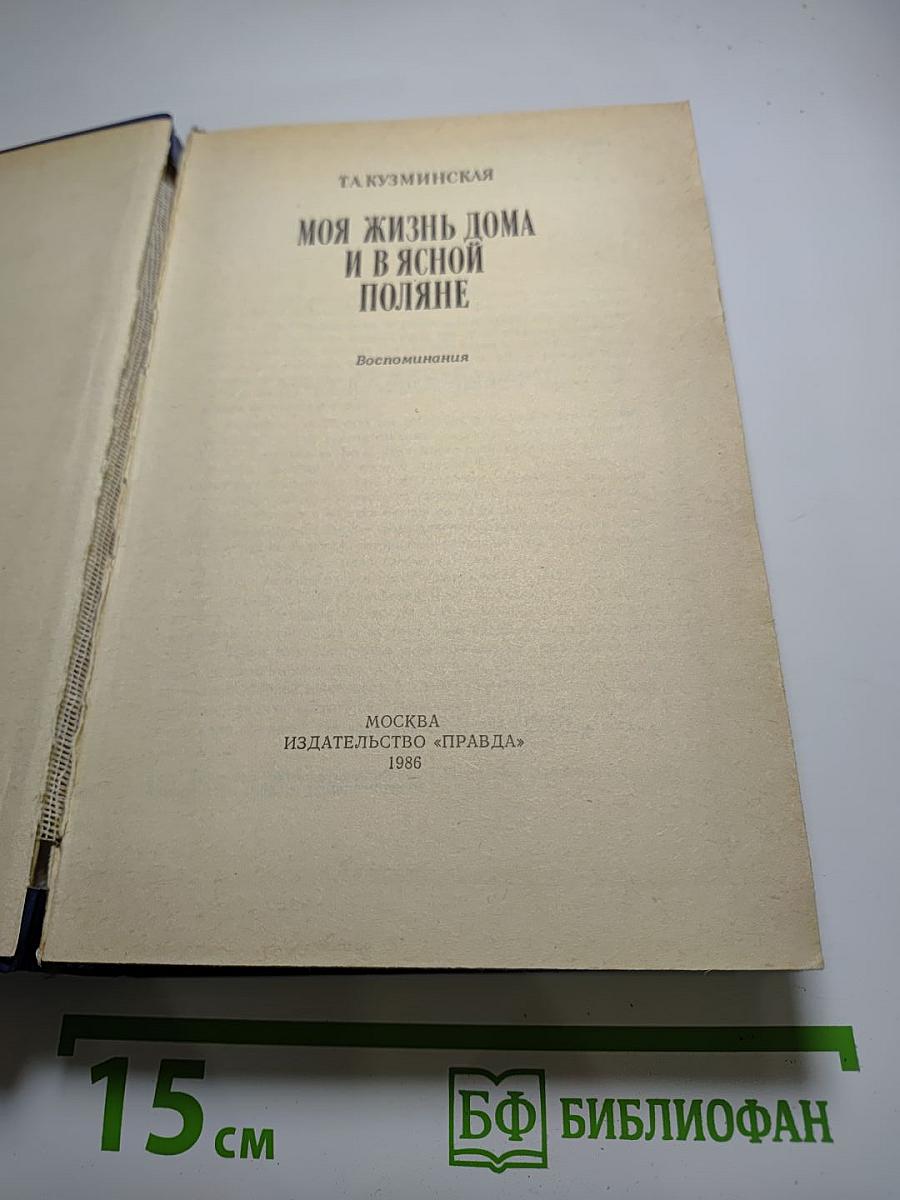 Т.А.КУЗМИНСКАЯ
МОЯ ЖИЗНЬ ДОМА
И В ЯСНОЙ
ПОЛЯНЕ
Воспоминания
МОСКВА
ИЗДАТЕЛЬСТВО «ПРАВДА»
1986
15 см
БФ БИБЛИОФАН